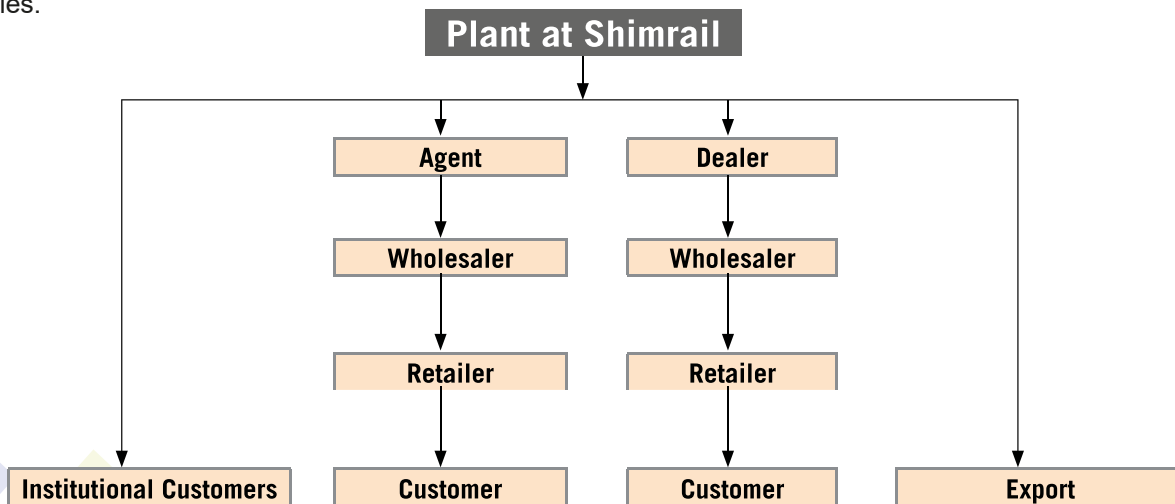 Plant at Shimrail
Agent Dealer
Wholesaler Wholesaler
Retailer Retailer
Institutional Customers Customer Customer Export